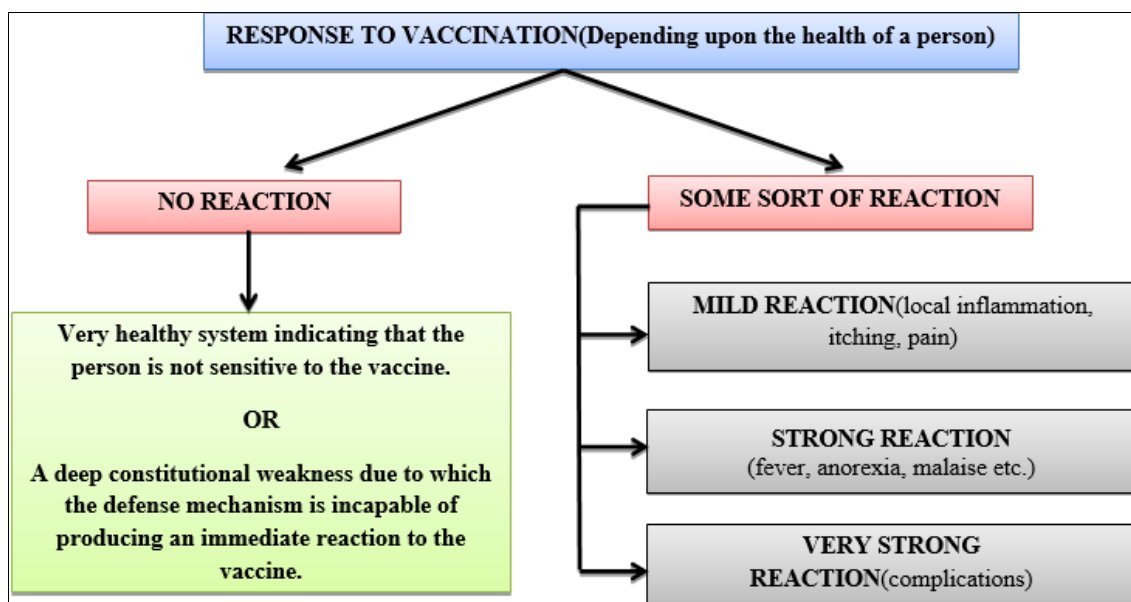 RESPONSE TO VACCINATION(Depending upon the health of a person)
NO REACTION
Very healthy system indicating that the
person is not sensitive to the vaccine.
OR
A deep constitutional weakness due to which
the defense mechanism is incapable of
producing an immediate reaction to the
vaccine.
SOME SORT OF REACTION
MILD REACTION(local inflammation,
itching, pain)
STRONG REACTION
(fever, anorexia, malaise etc.)
VERY STRONG
REACTION(complications)